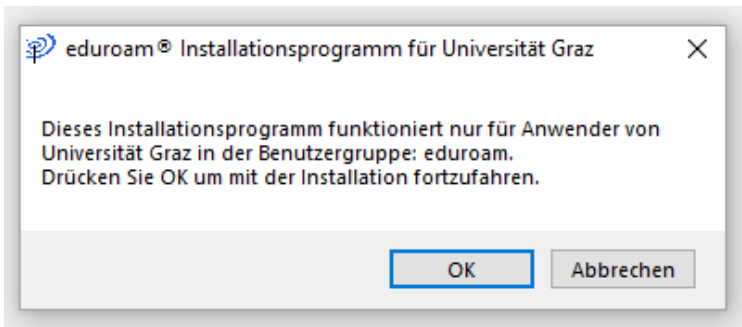 eduroam® Installationsprogramm für Universität Graz
Dieses Installationsprogramm funktioniert nur für Anwender von
Universität Graz in der Benutzergruppe: eduroam.
Drücken Sie OK um mit der Installation fortzufahren.
OK
Abbrechen